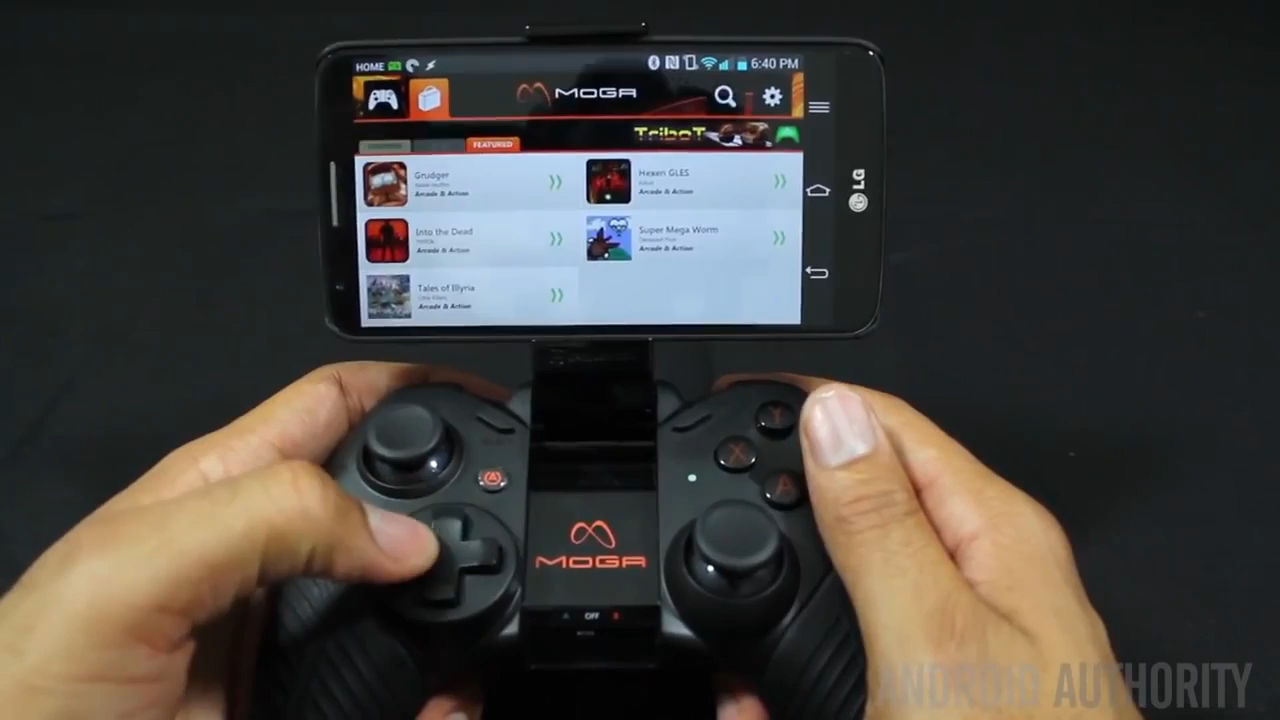 HOME 6:40 PM
MOGA
TriboT
FEATURED
Grudger
Arcade & Action
Hexen GLES
Arcade & Action
Into the Dead
Arcade & Action
Super Mega Worm
Arcade & Action
Tales of Illyria
Arcade & Action
LG
Y
X
A
MOGA
A OFF B
ANDROID AUTHORITY